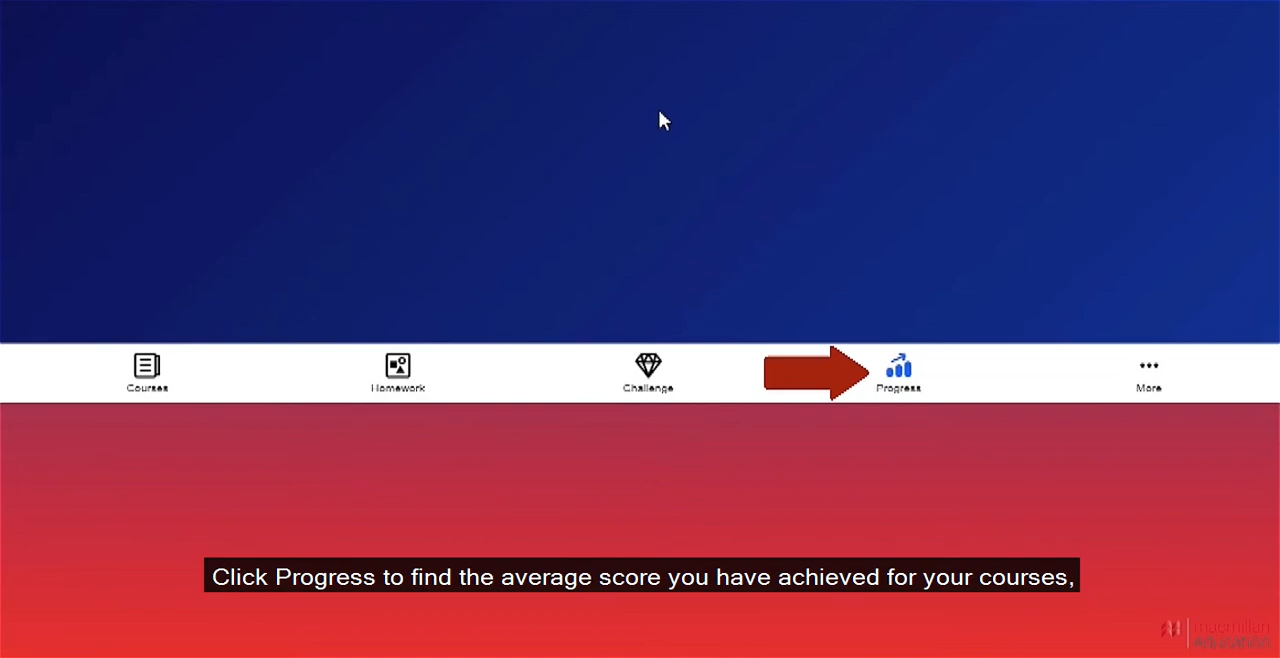 Courses
Homework
Challenge
Progress
More
Click Progress to find the average score you have achieved for your courses,
macmillan
education